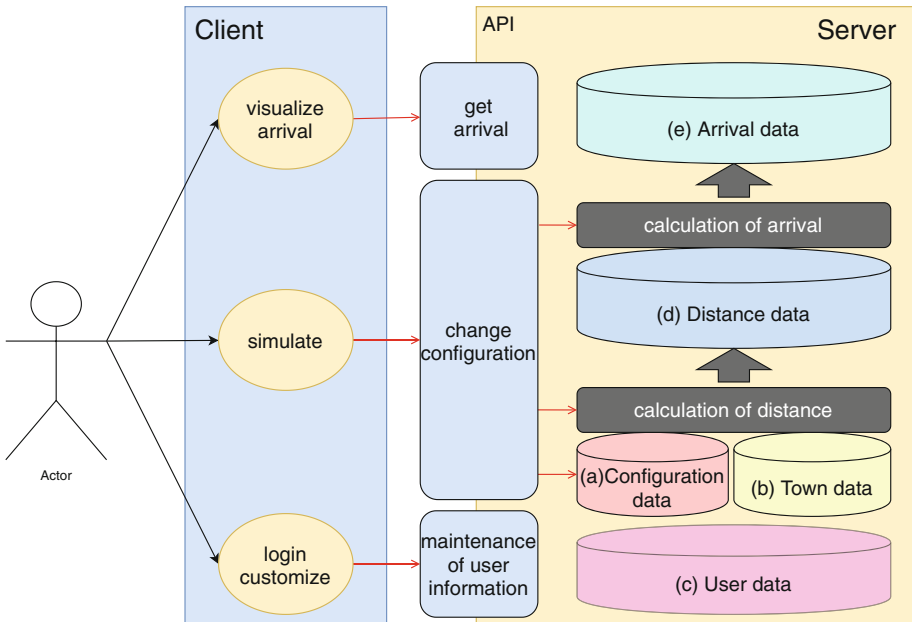 Client
API
Server
visualize
arrival
get
arrival
(e) Arrival data
calculation of arrival
simulate
change
configuration
(d) Distance data
calculation of distance
(a)Configuration
data
(b) Town data
Actor
login
customize
maintenance
of user
information
(c) User data